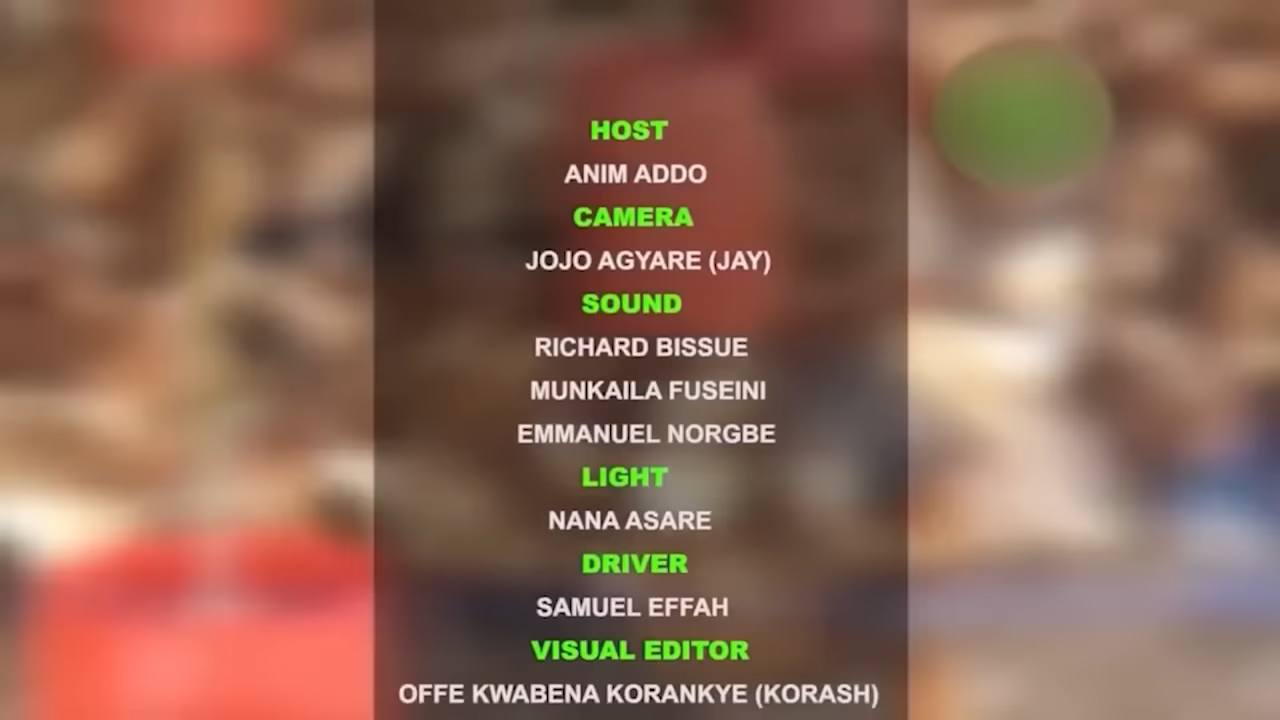 HOST
ANIM ADDO
CAMERA
JOJO AGYARE (JAY)
SOUND
RICHARD BISSUE
MUNKAILA FUSEINI
EMMANUEL NORGBE
LIGHT
NANA ASARE
DRIVER
SAMUEL EFFAH
VISUAL EDITOR
OFFE KWABENA KORANKYE (KORASH)